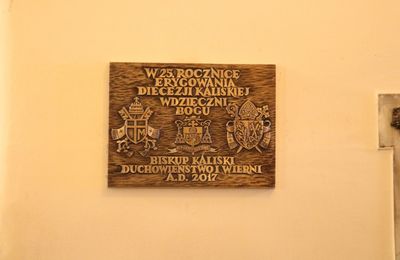 W 25. ROCZNICĘ
ERYGOWANIA
DIECEZJI KALISKIEJ
WDZIĘCZNI
BOGU
BISKUP KALISKI
DUCHOWIEŃSTWO I WIERNI
A.D. 2017